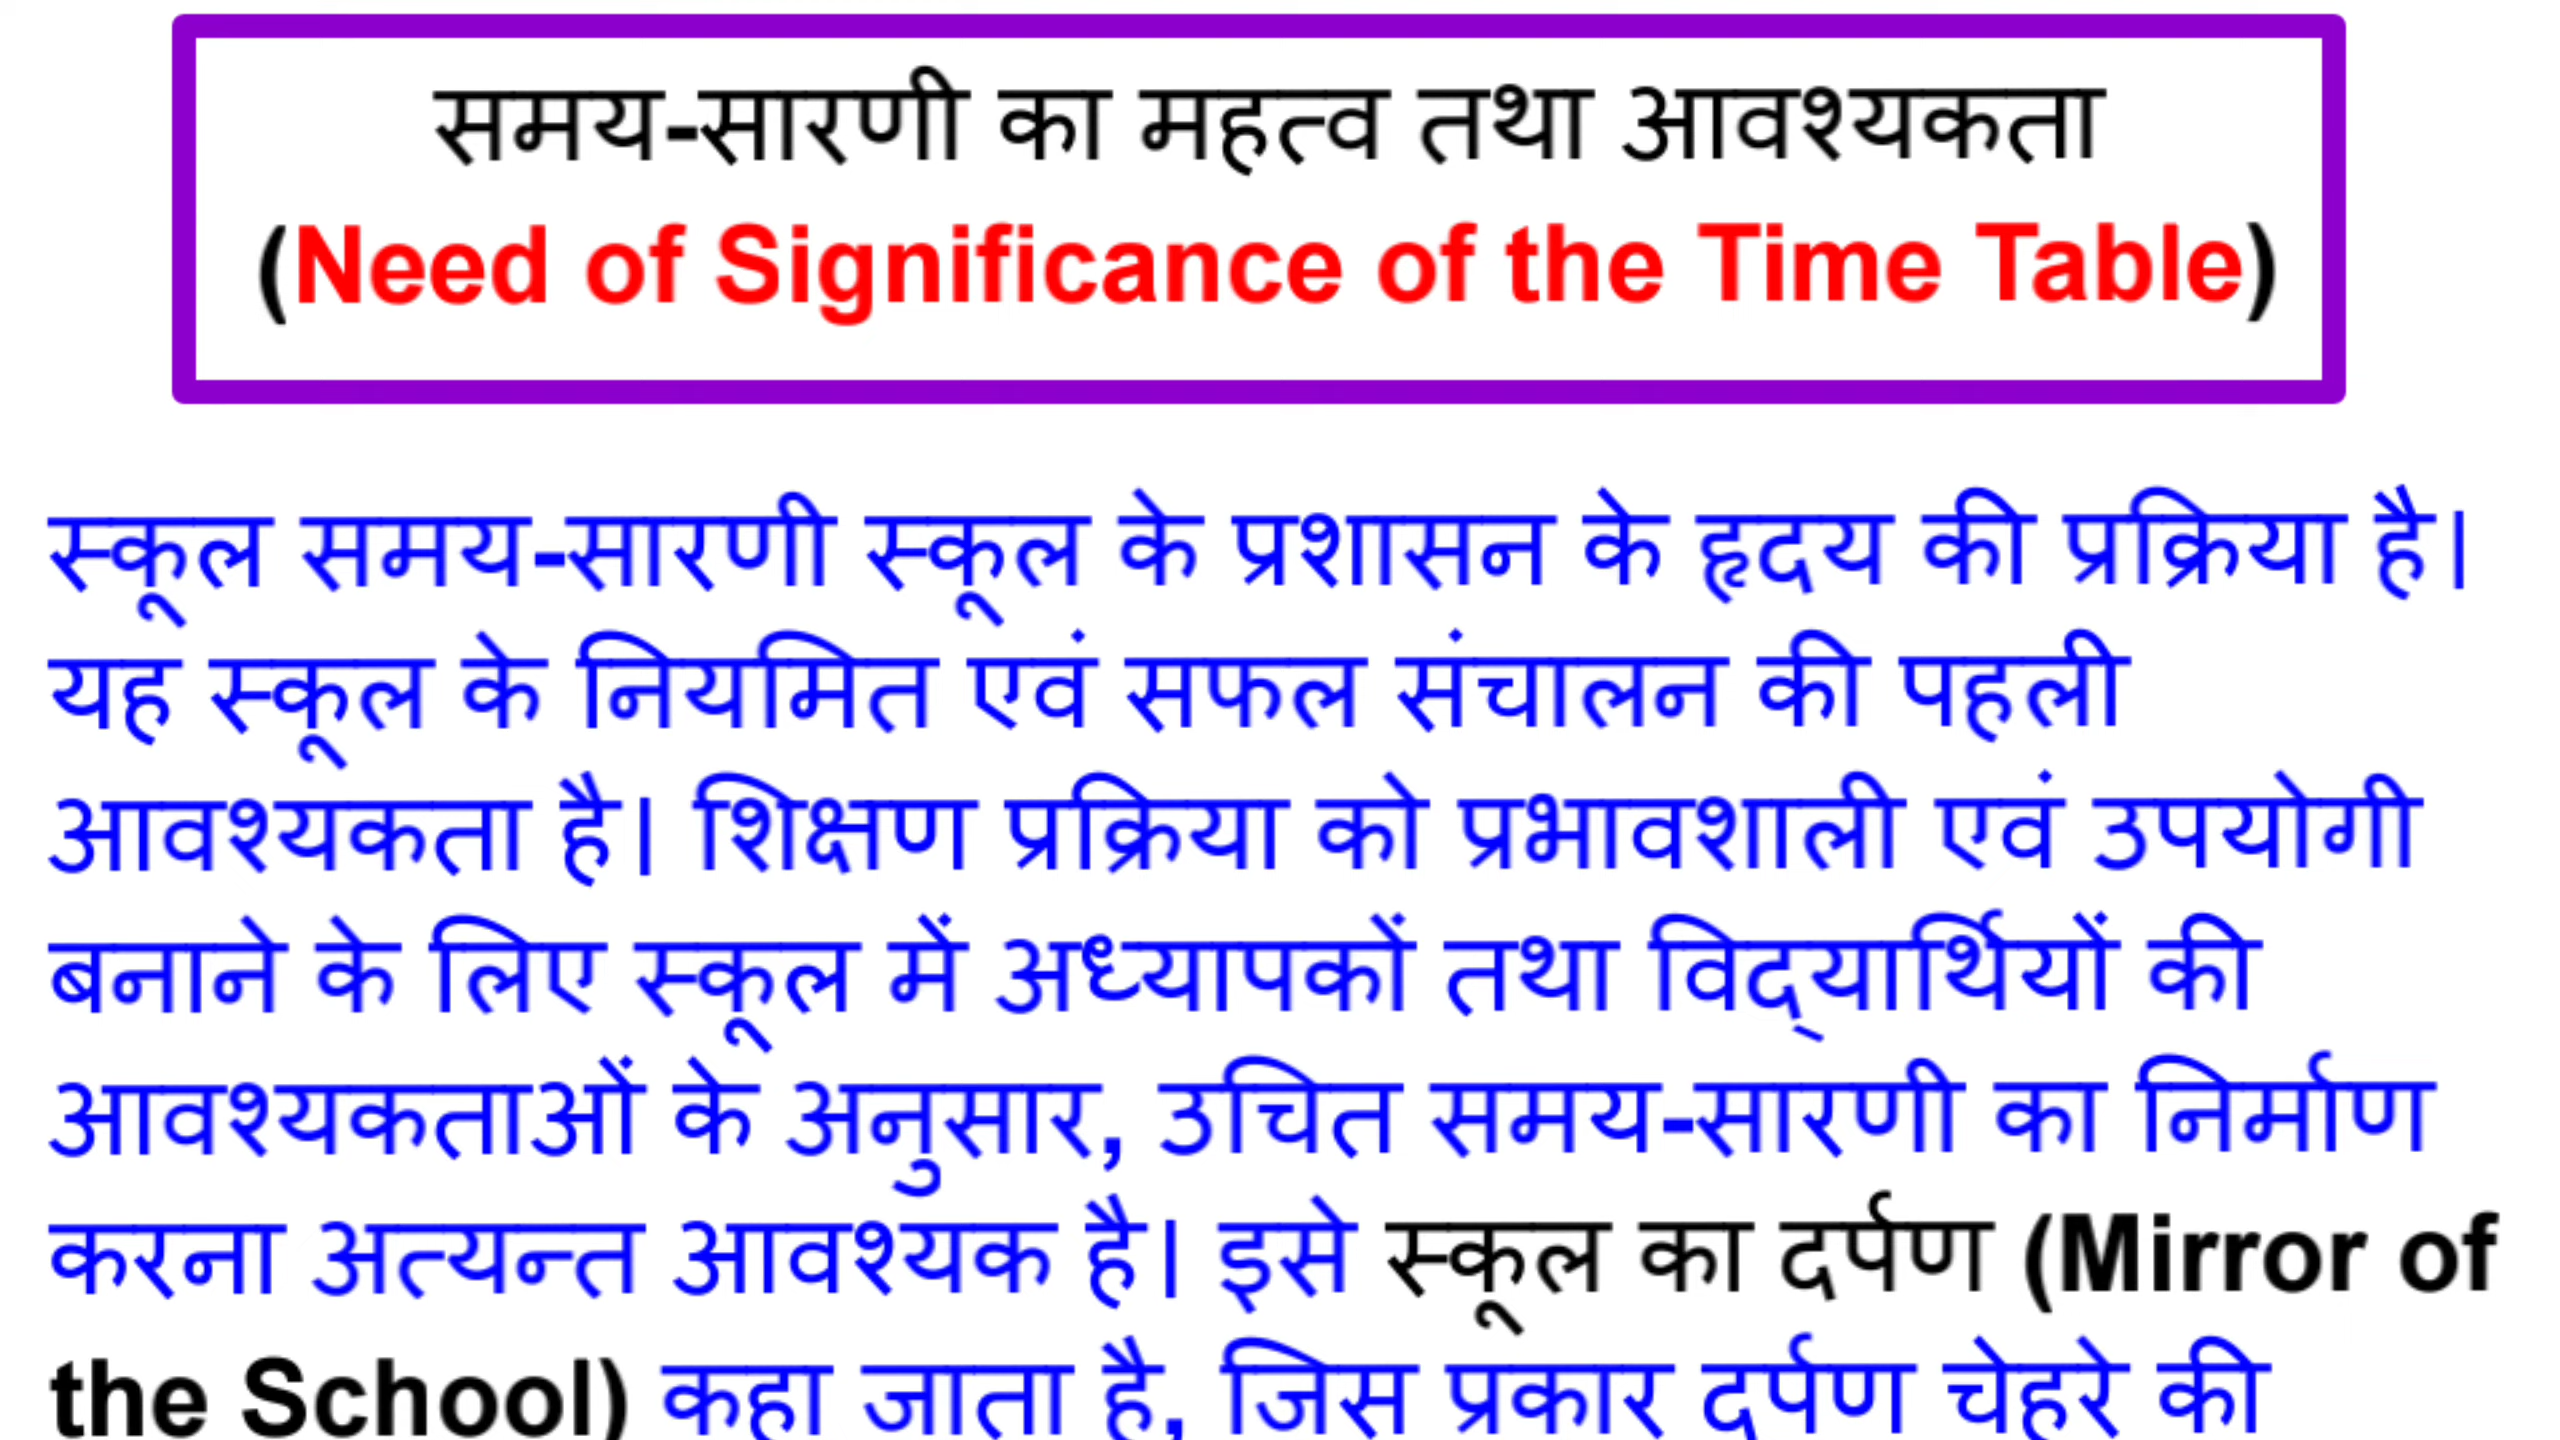 समय-सारणी का महत्व तथा आवश्यकता
(Need of Significance of the Time Table)
स्कूल समय-सारणी स्कूल के प्रशासन के हृदय की प्रक्रिया है।
यह स्कूल के नियमित एवं सफल संचालन की पहली
आवश्यकता है। शिक्षण प्रक्रिया को प्रभावशाली एवं उपयोगी
बनाने के लिए स्कूल में अध्यापकों तथा विद्‌यार्थियों की
आवश्यकताओं के अनुसार, उचित समय-सारणी का निर्माण
करना अत्यन्त आवश्यक है। इसे स्कूल का दर्पण (Mirror of
the School) कहा जाता है, जिस प्रकार दर्पण चेहरे की